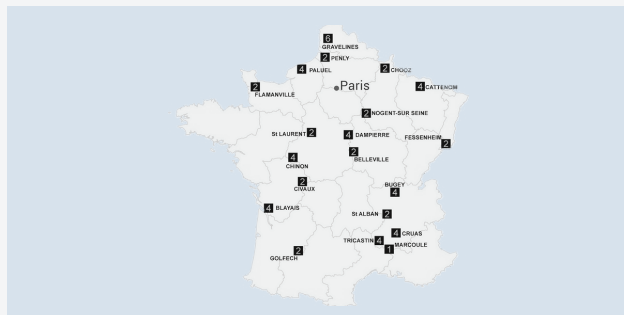 6
GRAVELINES
2 PENLY
4 PALUEL
2 CHOOZ
4 CATTENOM
Paris
2
FLAMANVILLE
2 NOGENT-SUR SEINE
St LAURENT 2
4 DAMPIERRE
FESSENHEIM
2
2
BELLEVILLE
4
CHINON
2
CIVAUX
BUGEY
4
4 BLAYAIS
St ALBAN 2
4 CRUAS
TRICASTIN 4
1 MARCOULE
2
GOLFECH